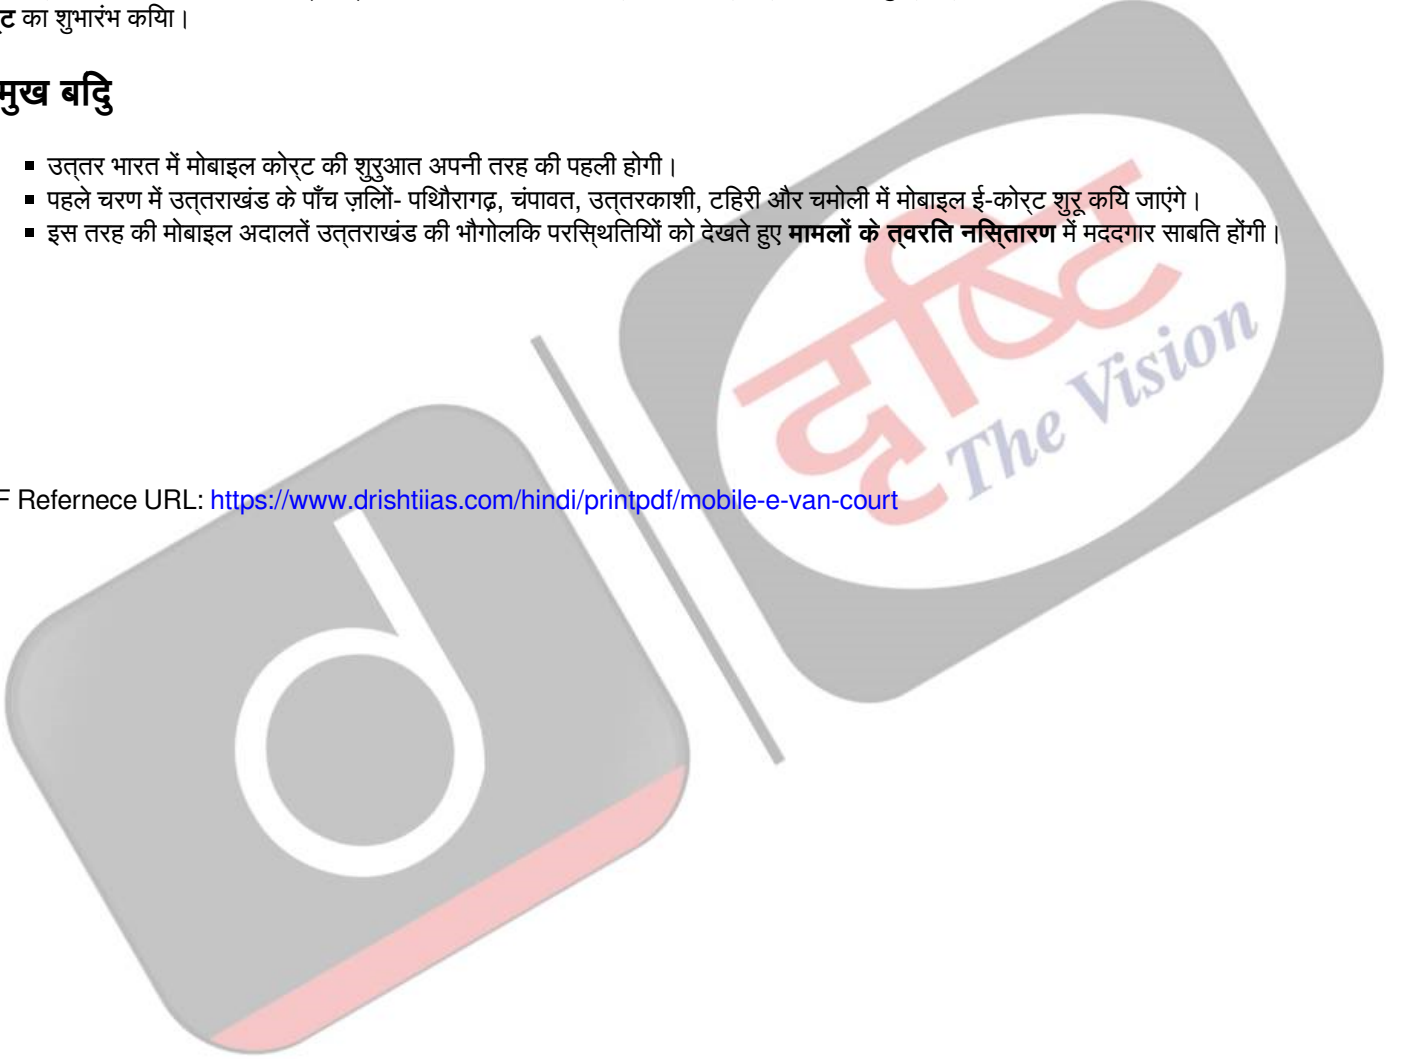 ट का शुभारंभ किया।
मुख बिंदु
▪ उत्तर भारत में मोबाइल कोर्ट की शुरुआत अपनी तरह की पहली होगी।
▪ पहले चरण में उत्तराखंड के पाँच ज़िलों- पिथौरागढ़, चंपावत, उत्तरकाशी, टिहरी और चमोली में मोबाइल ई-कोर्ट शुरू किये जाएंगे।
▪ इस तरह की मोबाइल अदालतें उत्तराखंड की भौगोलिक परिस्थितियों को देखते हुए मामलों के त्वरित निस्तारण में मददगार साबित होंगी।
दृष्टि
The Vision
F Refernece URL: https://www.drishtiias.com/hindi/printpdf/mobile-e-van-court
d